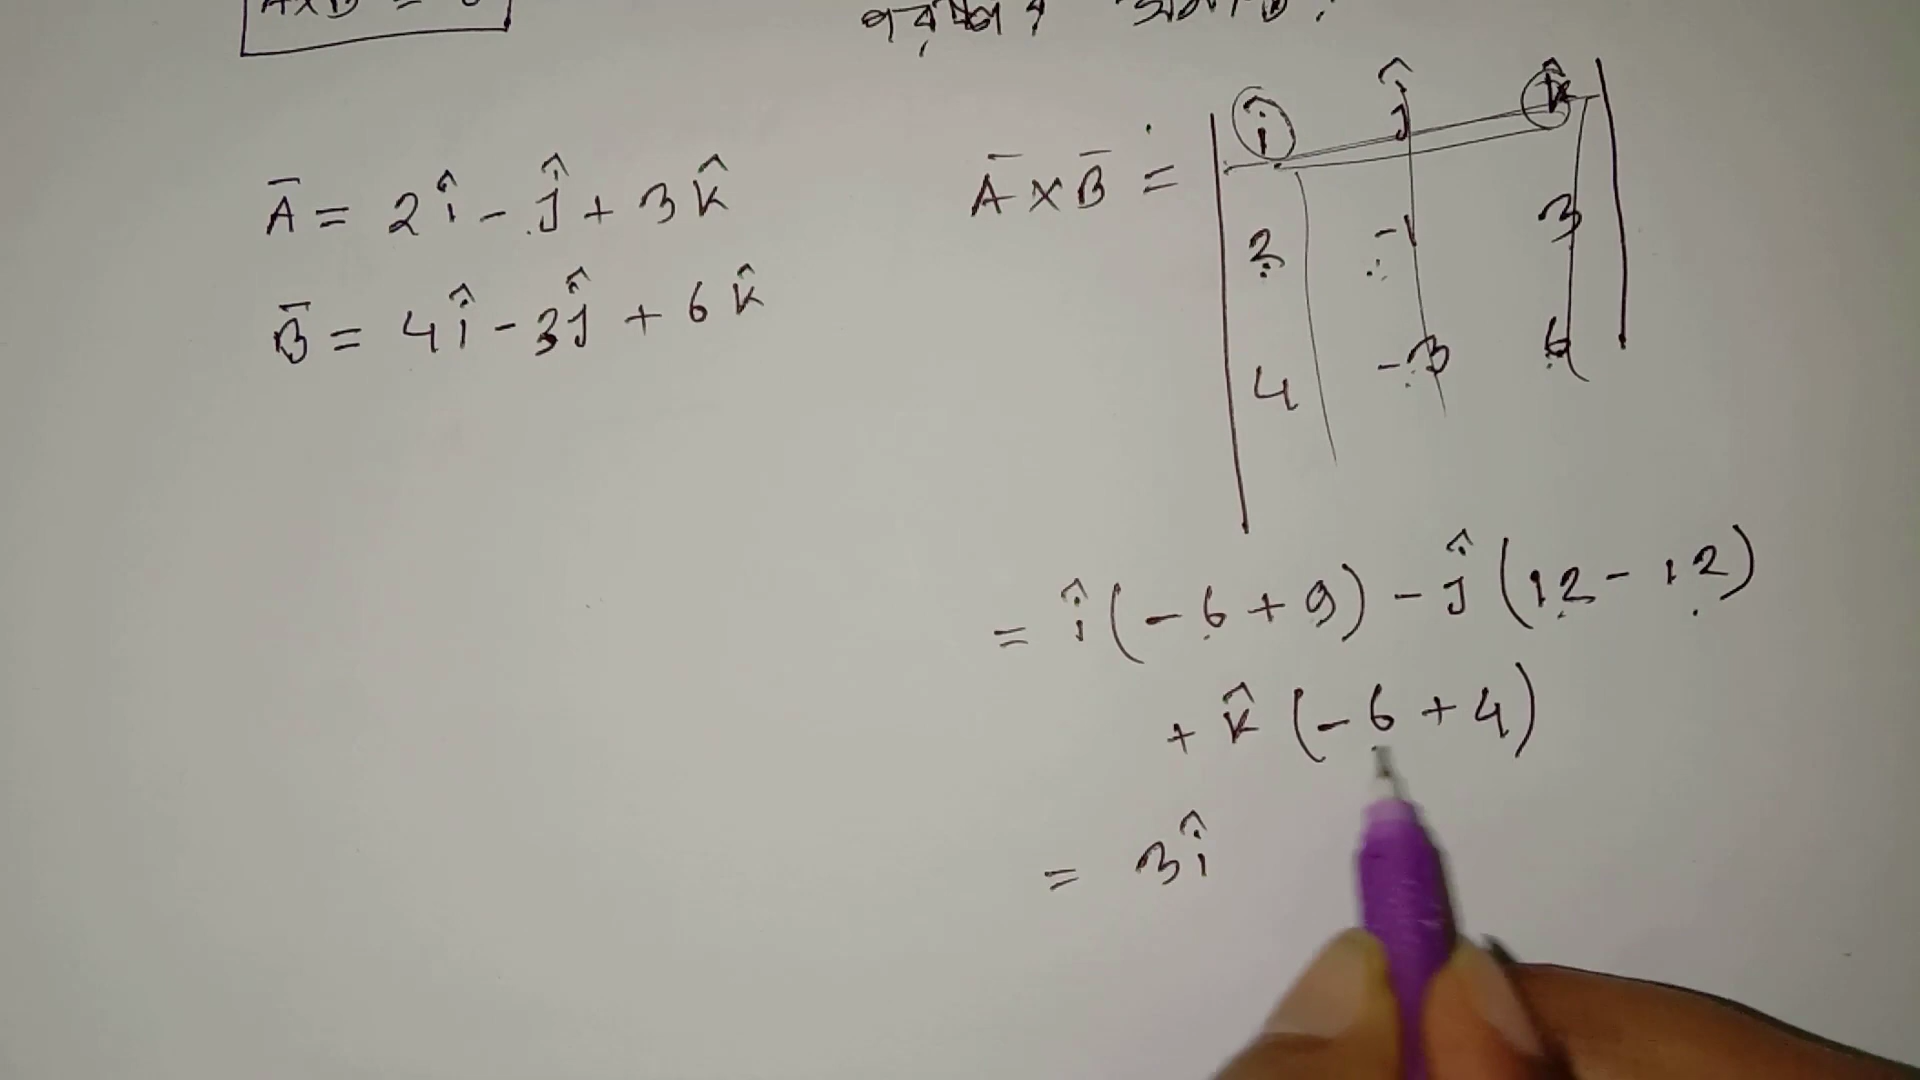 A̅ = 2î - ĵ + 3k̂
B̅ = 4î - 3ĵ + 6k̂
A̅ × B̅ =
î ĵ k̂
2 -1 3
4 -3 6
= î(-6+9) - ĵ(12-12)
+ k̂(-6+4)
= 3î